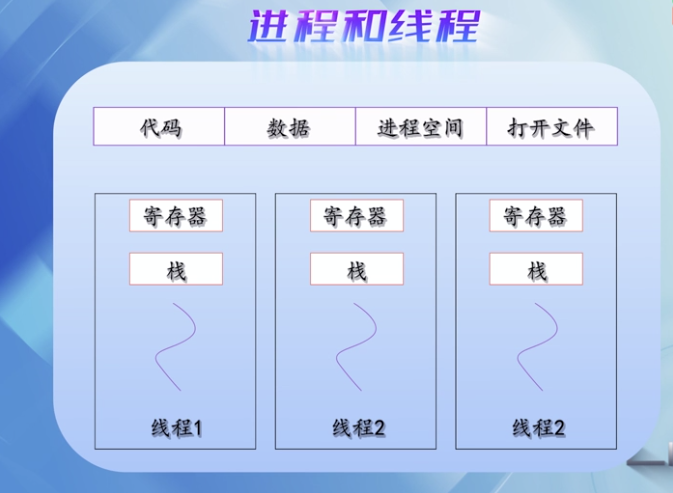 进程和线程
代码 数据 进程空间 打开文件
寄存器 寄存器 寄存器
栈 栈 栈
线程1 线程2 线程2